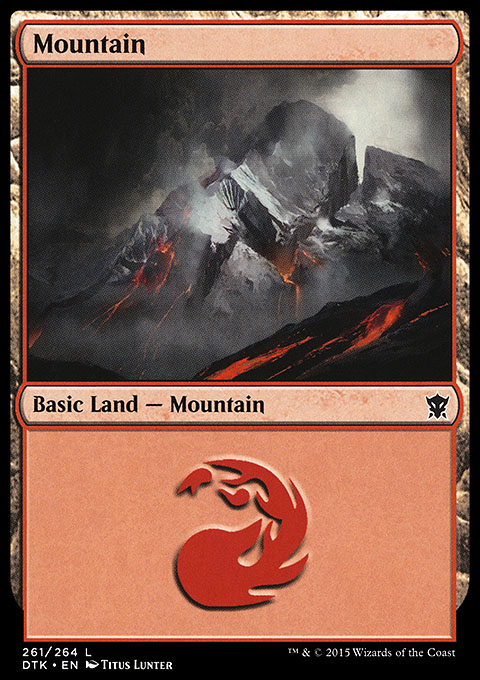 Mountain
Basic Land — Mountain
261/264 L
DTK • EN Titus Lunter
™ & © 2015 Wizards of the Coast